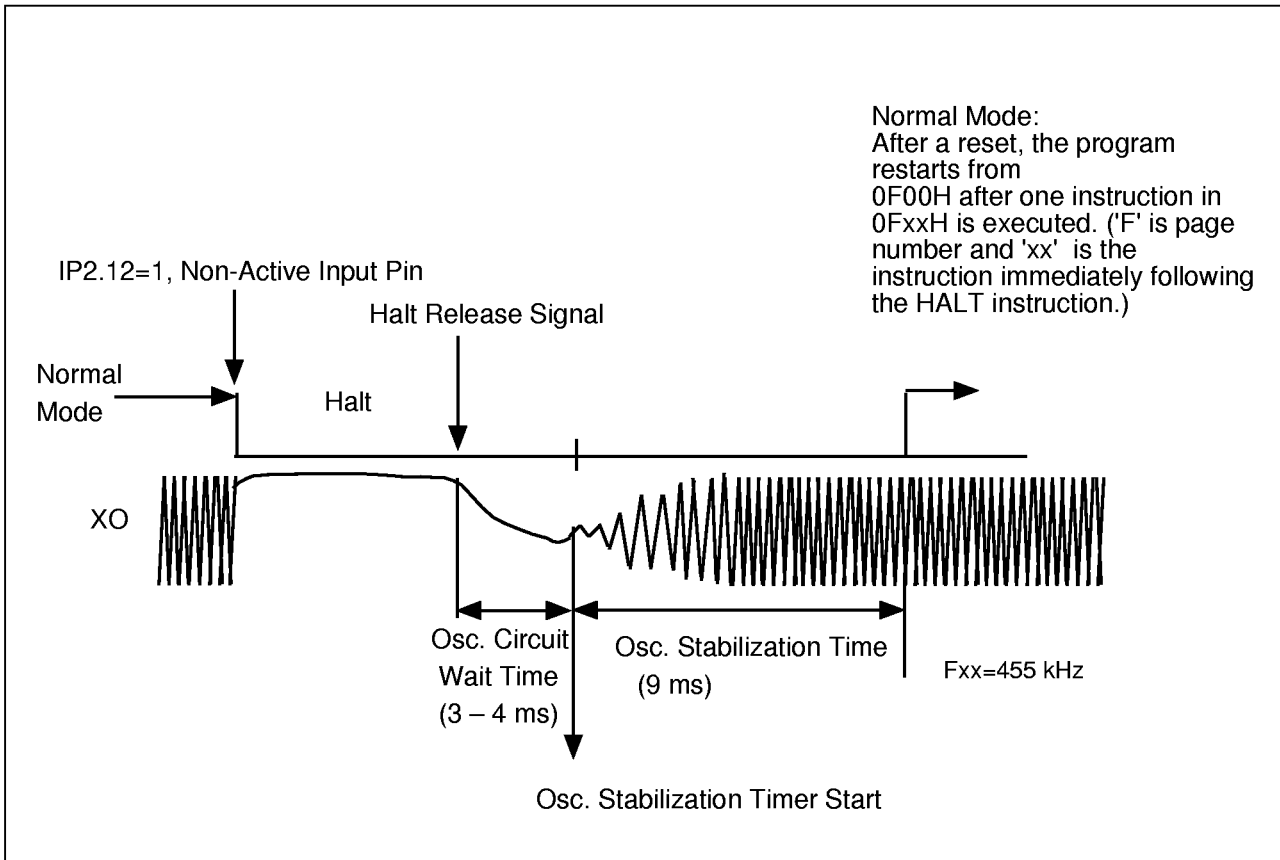 Normal Mode:
After a reset, the program
restarts from
0F00H after one instruction in
0FxxH is executed. ('F' is page
number and 'xx' is the
instruction immediately following
the HALT instruction.)
IP2.12=1, Non-Active Input Pin
Halt Release Signal
Normal
Mode
Halt
XO
Osc. Circuit
Wait Time
(3 – 4 ms)
Osc. Stabilization Time
(9 ms)
Fxx=455 kHz
Osc. Stabilization Timer Start